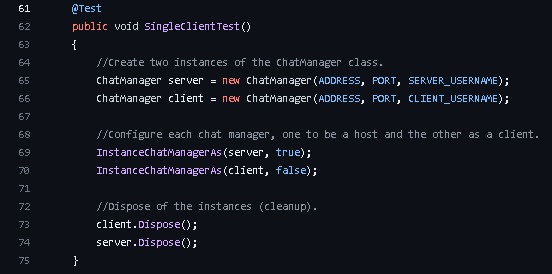 61 @Test
62 public void SingleClientTest()
63 {
64 //Create two instances of the ChatManager class.
65 ChatManager server = new ChatManager(ADDRESS, PORT, SERVER_USERNAME);
66 ChatManager client = new ChatManager(ADDRESS, PORT, CLIENT_USERNAME);
67
68 //Configure each chat manager, one to be a host and the other as a client.
69 InstanceChatManagerAs(server, true);
70 InstanceChatManagerAs(client, false);
71
72 //Dispose of the instances (cleanup).
73 client.Dispose();
74 server.Dispose();
75 }